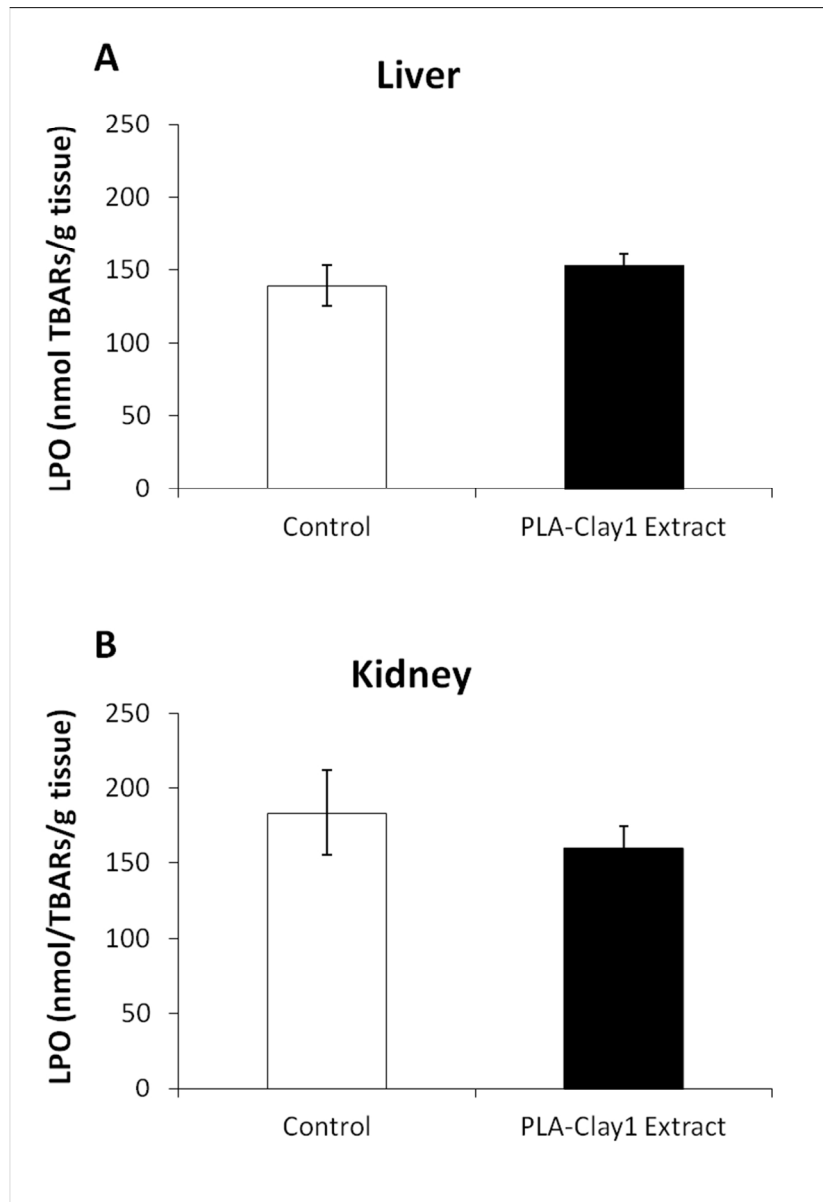 A
Liver
LPO (nmol TBARs/g tissue)
250
200
150
100
50
0
Control PLA-Clay1 Extract
B
Kidney
LPO (nmol/TBARs/g tissue)
250
200
150
100
50
0
Control PLA-Clay1 Extract